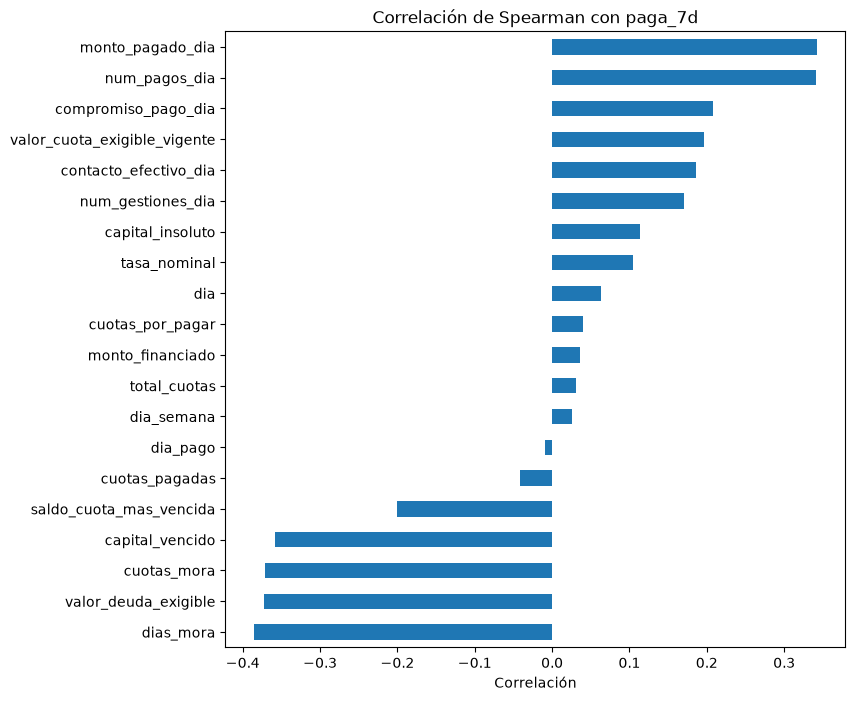 Correlación de Spearman con paga_7d
monto_pagado_dia
num_pagos_dia
compromiso_pago_dia
valor_cuota_exigible_vigente
contacto_efectivo_dia
num_gestiones_dia
capital_insoluto
tasa_nominal
dia
cuotas_por_pagar
monto_financiado
total_cuotas
dia_semana
dia_pago
cuotas_pagadas
saldo_cuota_mas_vencida
capital_vencido
cuotas_mora
valor_deuda_exigible
dias_mora
−0.4 −0.3 −0.2 −0.1 0.0 0.1 0.2 0.3
Correlación